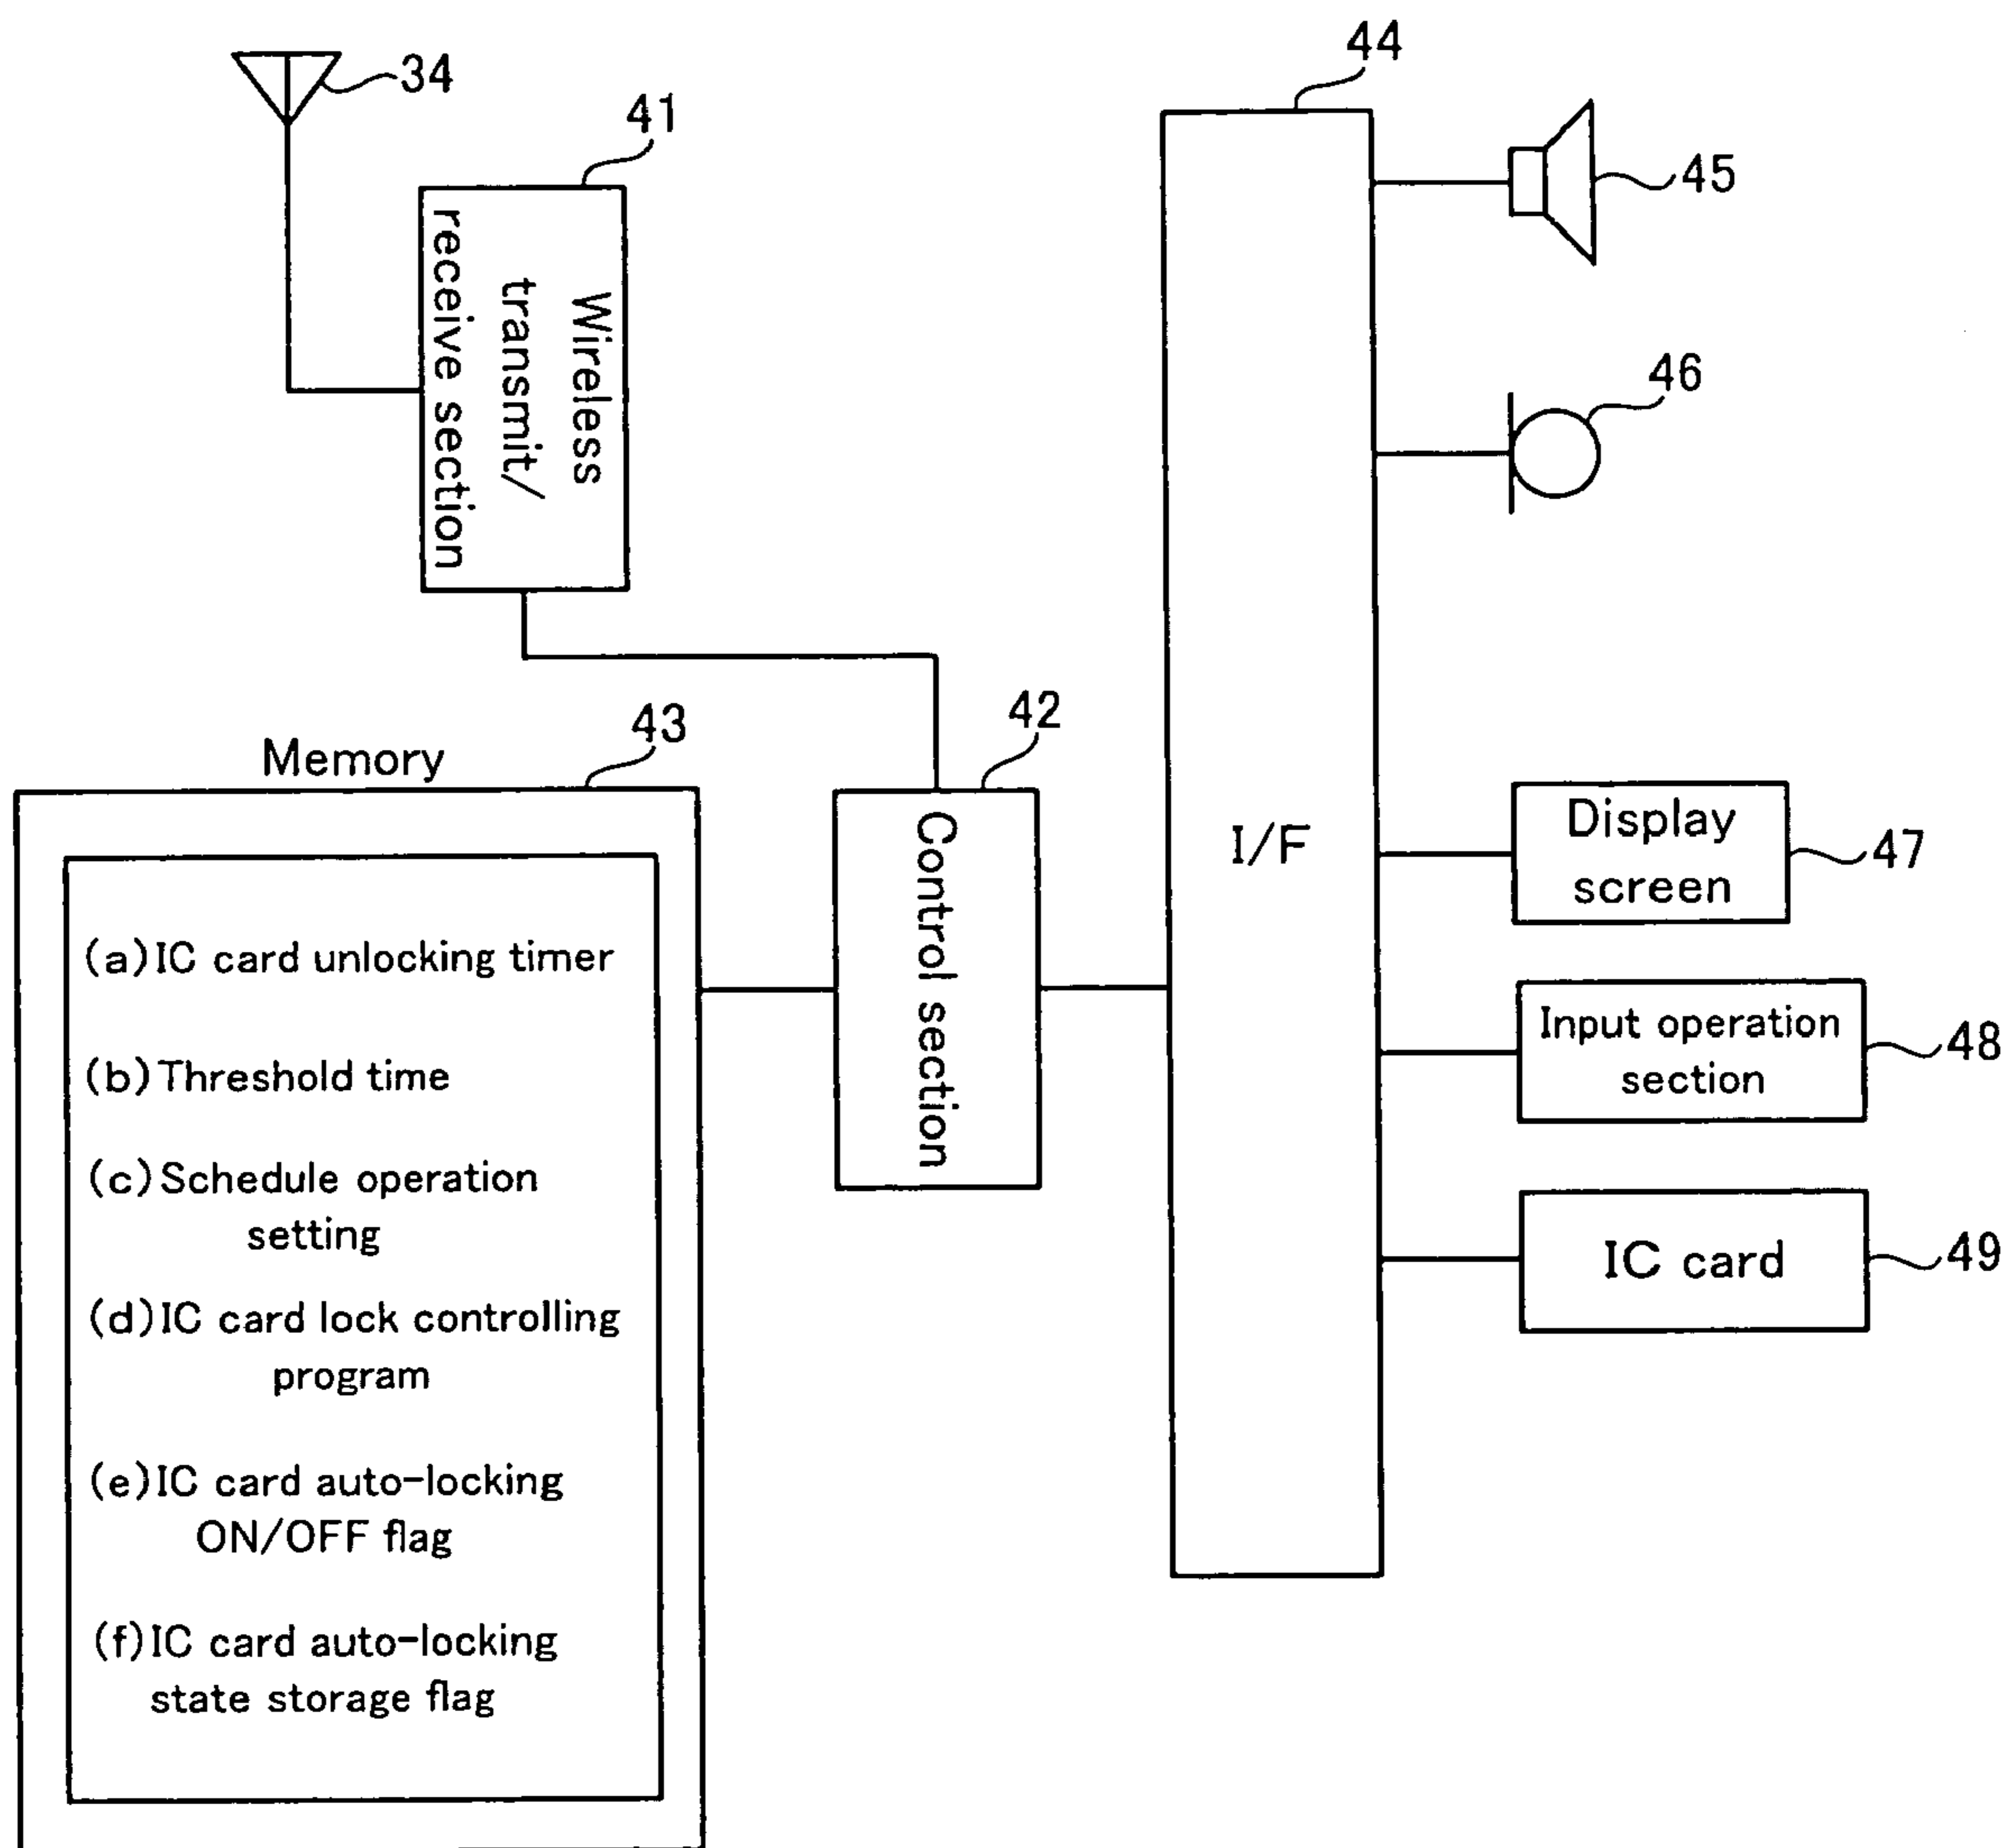 34
41
Wireless
transmit/
receive section
44
45
46
Memory
43
42
Control section
I/F
Display
screen
47
Input operation
section
48
IC card
49
(a)IC card unlocking timer
(b)Threshold time
(c)Schedule operation
setting
(d)IC card lock controlling
program
(e)IC card auto-locking
ON/OFF flag
(f)IC card auto-locking
state storage flag